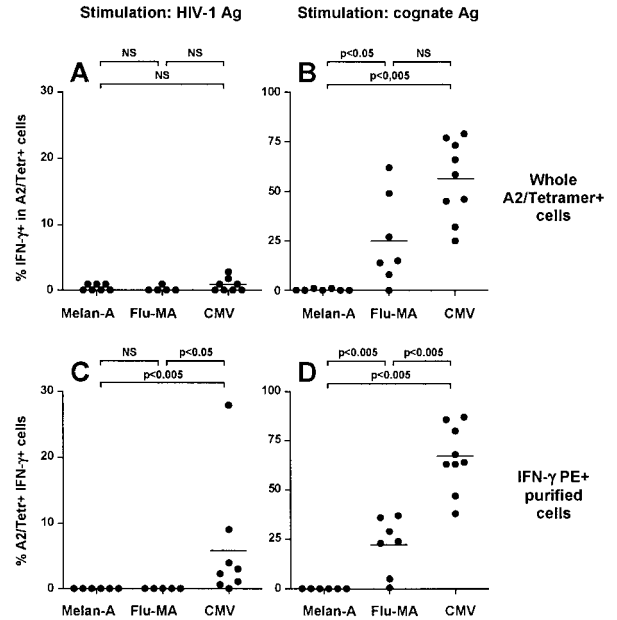 Stimulation: HIV-1 Ag
Stimulation: cognate Ag
A
NS
NS
NS
B
p<0.05
NS
p<0,005
% IFN-γ+ in A2/Tetr+ cells
30
20
10
0
Melan-A
Flu-MA
CMV
100
75
50
25
0
Melan-A
Flu-MA
CMV
Whole
A2/Tetramer+
cells
C
NS
p<0.05
p<0.005
D
p<0.005
p<0.005
p<0.005
% A2/Tetr+ IFN-γ+ cells
30
20
10
0
Melan-A
Flu-MA
CMV
100
75
50
25
0
Melan-A
Flu-MA
CMV
IFN-γ PE+
purified
cells